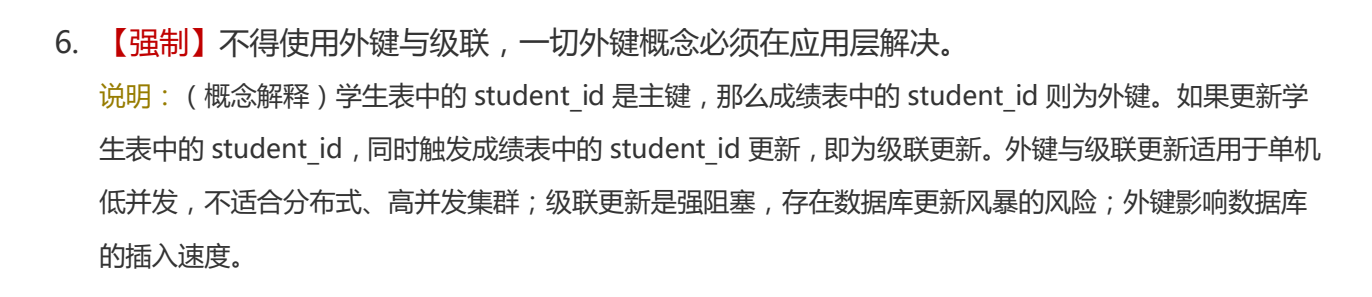 6. 【强制】不得使用外键与级联，一切外键概念必须在应用层解决。
说明：（概念解释）学生表中的 student_id 是主键，那么成绩表中的 student_id 则为外键。如果更新学
生表中的 student_id，同时触发成绩表中的 student_id 更新，即为级联更新。外键与级联更新适用于单机
低并发，不适合分布式、高并发集群；级联更新是强阻塞，存在数据库更新风暴的风险；外键影响数据库
的插入速度。